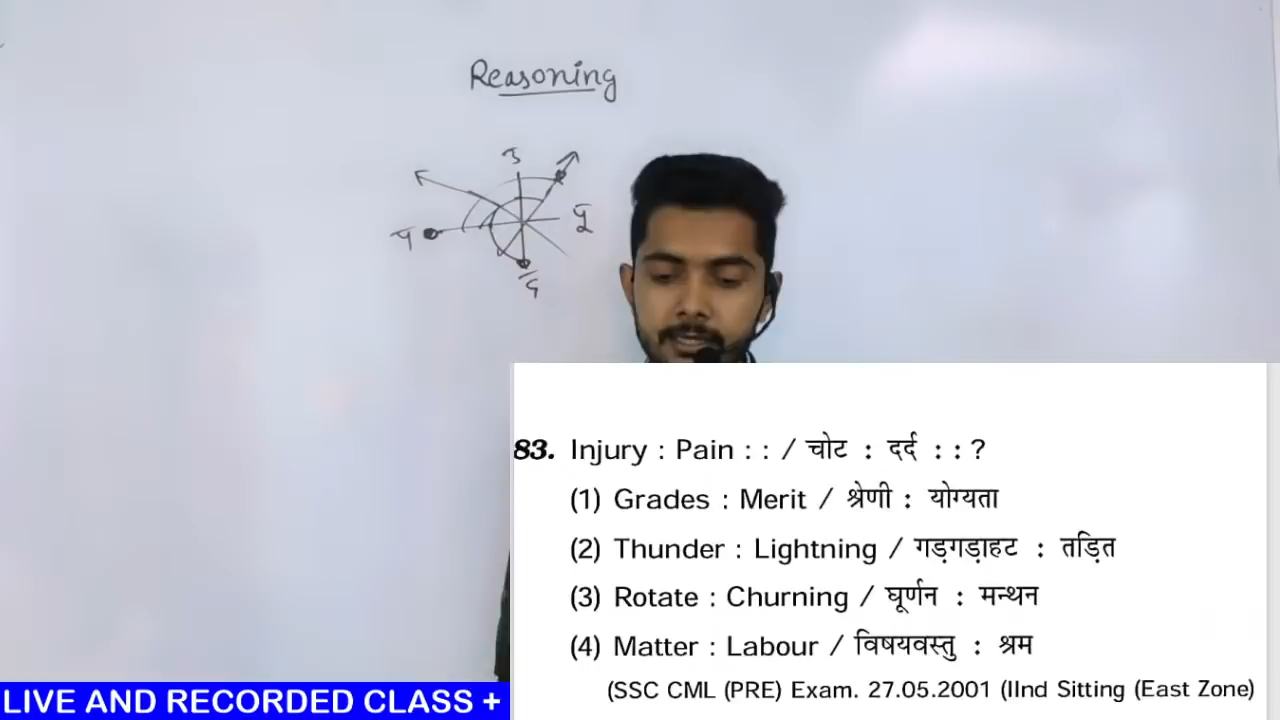 Reasoning
उ
पू
प
द
83. Injury : Pain : : / चोट : दर्द : : ?
(1) Grades : Merit / श्रेणी : योग्यता
(2) Thunder : Lightning / गड़गड़ाहट : तड़ित
(3) Rotate : Churning / घूर्णन : मन्थन
(4) Matter : Labour / विषयवस्तु : श्रम
(SSC CML (PRE) Exam. 27.05.2001 (IInd Sitting (East Zone)
LIVE AND RECORDED CLASS +